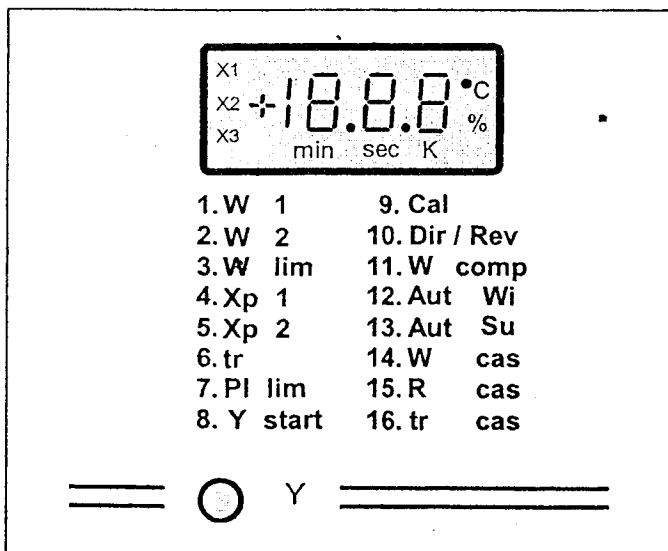 X1
X2 +18.8.8 °C
X3 %
min sec K
1. W 1
2. W 2
3. W lim
4. Xp 1
5. Xp 2
6. tr
7. PI lim
8. Y start
9. Cal
10. Dir / Rev
11. W comp
12. Aut Wi
13. Aut Su
14. W cas
15. R cas
16. tr cas
Y